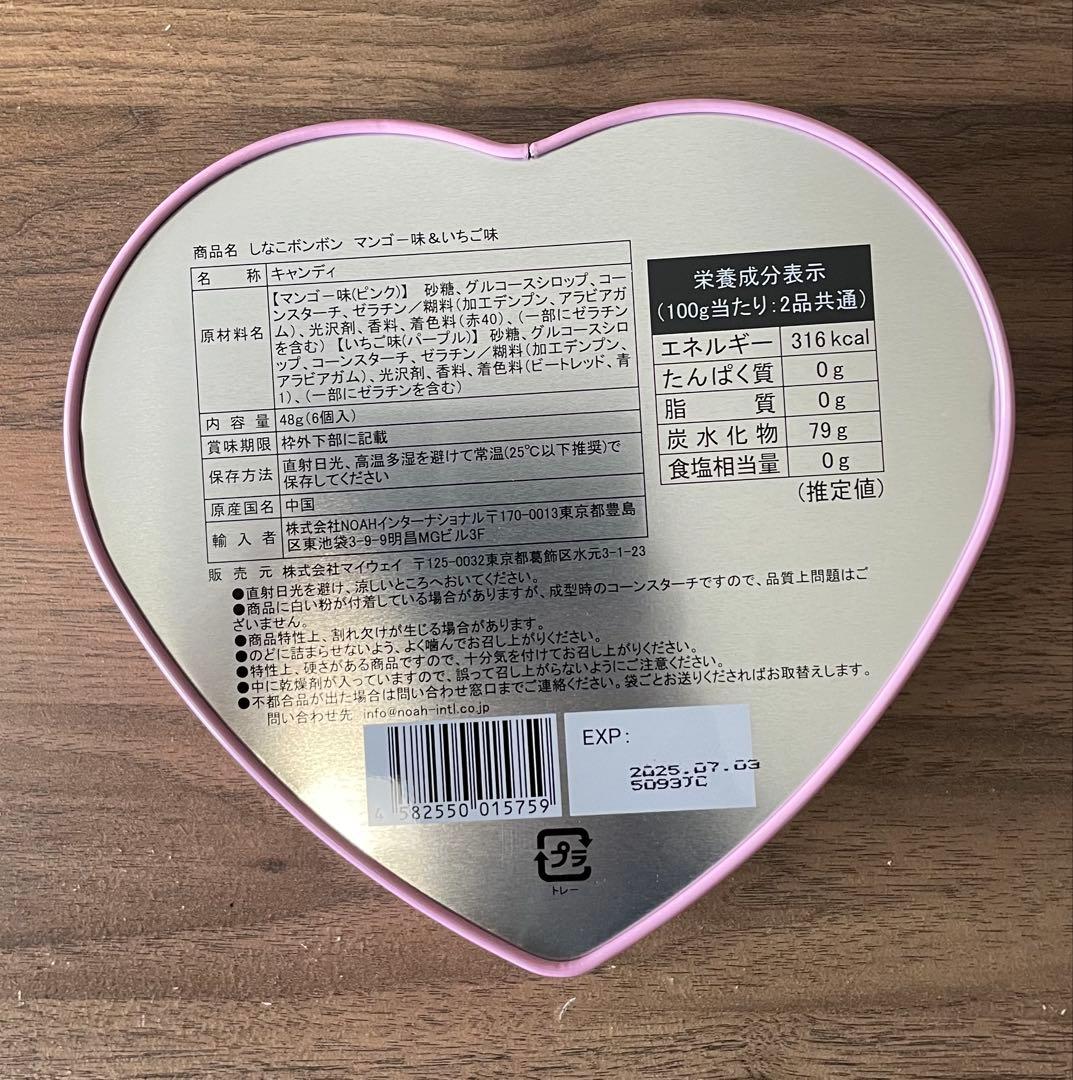 商品名 しなこボンボン マンゴー味&いちご味
名称 キャンディ
原材料名
【マンゴー味(ピンク)】 砂糖、グルコースシロップ、コー
ンスターチ、ゼラチン／糊料(加工デンプン、アラビアガ
ム)、光沢剤、香料、着色料(赤40)、(一部にゼラチン
を含む)【いちご味(パープル)】 砂糖、グルコースシロ
ップ、コーンスターチ、ゼラチン／糊料(加工デンプン、
アラビアガム)、光沢剤、香料、着色料(ビートレッド、青
1)、(一部にゼラチンを含む)
内容量 48g(6個入)
賞味期限 枠外下部に記載
保存方法 直射日光、高温多湿を避けて常温(25℃以下推奨)で
保存してください
原産国名 中国
輸入者 株式会社NOAHインターナショナル〒170-0013東京都豊島
区東池袋3-9-9明昌MGビル3F
販売元 株式会社マイウェイ 〒125-0032東京都葛飾区水元3-1-23
●直射日光を避け、涼しいところへおいてください。
●商品に白い粉が付着している場合がありますが、成型時のコーンスターチですので、品質上問題はご
ざいません。
●商品特性上、割れ欠けが生じる場合があります。
●のどに詰まらせないよう、よく噛んでお召し上がりください。
●特性上、硬さがある商品ですので、十分気を付けてお召し上がりください。
●中に乾燥剤が入っていますので、誤って召し上がらないようにご注意ください。
●不都合品が出た場合は問い合わせ窓口までご連絡ください。袋ごとお送りくださればお取替えします。
問い合わせ先 info@noah-intl.co.jp
栄養成分表示
(100g当たり:2品共通)
エネルギー 316kcal
たんぱく質 0g
脂質 0g
炭水化物 79g
食塩相当量 0g
(推定値)
4 582550 015759
EXP:
2025.07.03
5093JC
プラ
トレー